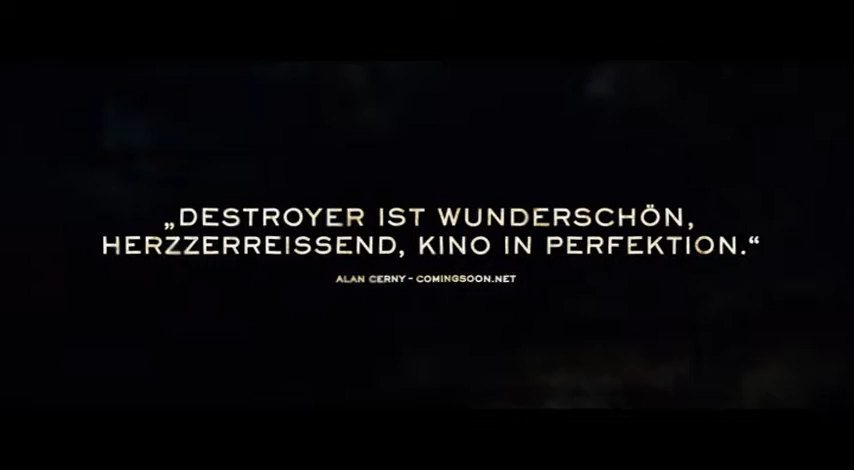 „DESTROYER IST WUNDERSCHÖN,
HERZZERREISSEND, KINO IN PERFEKTION.“
ALAN CERNY – COMINGSOON.NET